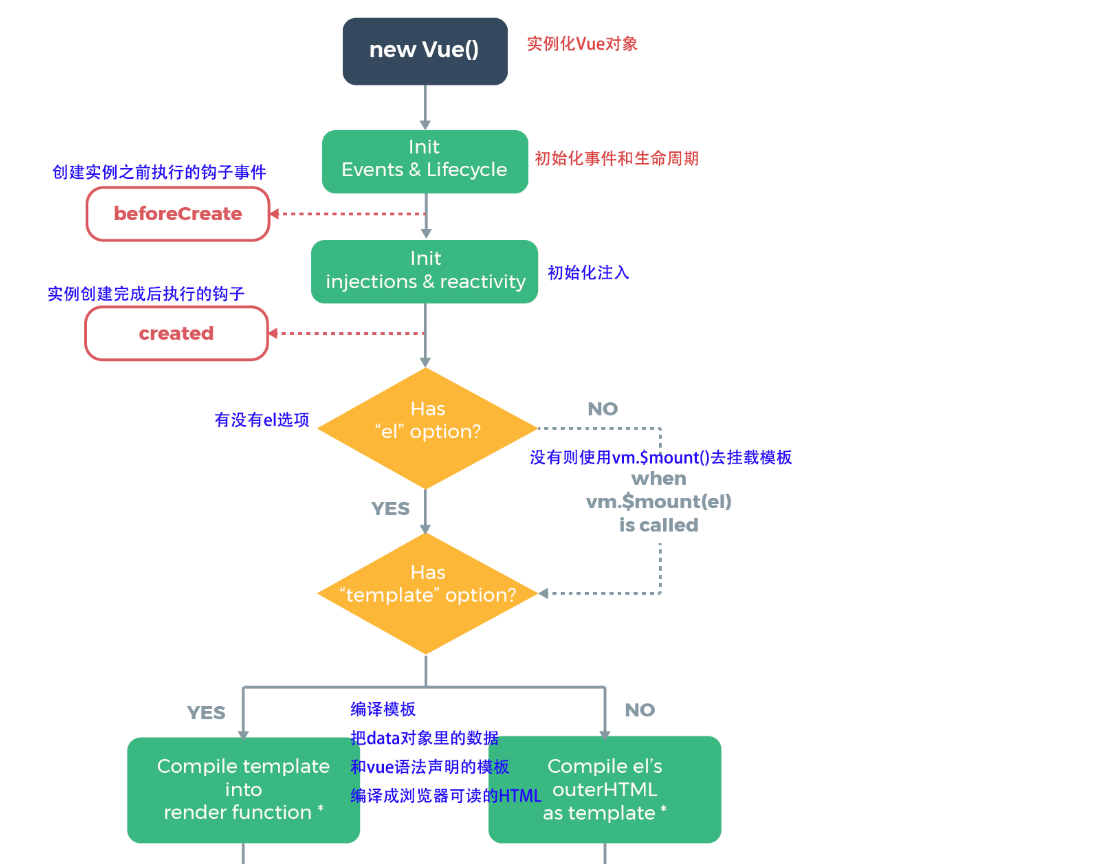 new Vue()
实例化Vue对象
Init
Events & Lifecycle
初始化事件和生命周期
创建实例之前执行的钩子事件
beforeCreate
Init
injections & reactivity
初始化注入
实例创建完成后执行的钩子
created
Has
“el” option?
有没有el选项
NO
没有则使用vm.$mount()去挂载模板
when
vm.$mount(el)
is called
YES
Has
“template” option?
YES
NO
编译模板
把data对象里的数据
和vue语法声明的模板
编译成浏览器可读的HTML
Compile template
into
render function *
Compile el’s
outerHTML
as template *